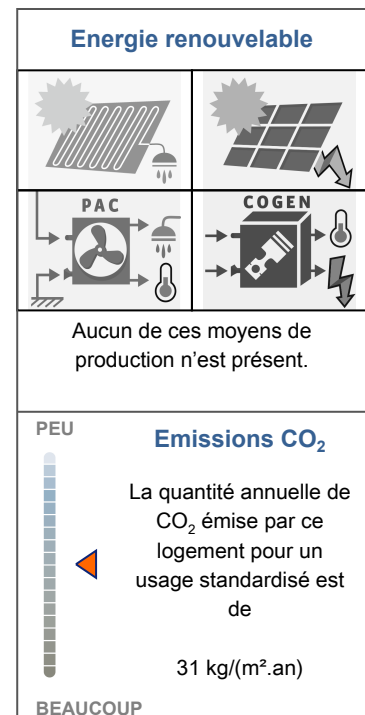 Energie renouvelable
PAC
COGEN
Aucun de ces moyens de
production n'est présent.
PEU
Emissions CO₂
La quantité annuelle de
CO₂ émise par ce
logement pour un
usage standardisé est
de
31 kg/(m².an)
BEAUCOUP